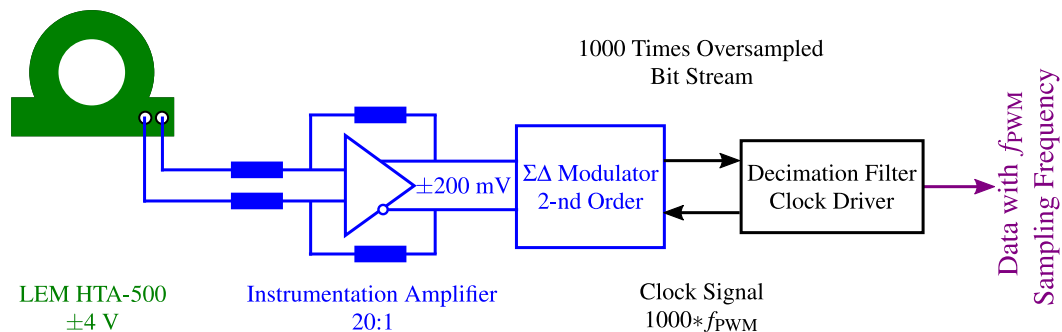 1000 Times Oversampled
Bit Stream
±200 mV
ΣΔ Modulator
2-nd Order
Decimation Filter
Clock Driver
Data with fPWM
Sampling Frequency
LEM HTA-500
±4 V
Instrumentation Amplifier
20:1
Clock Signal
1000*fPWM